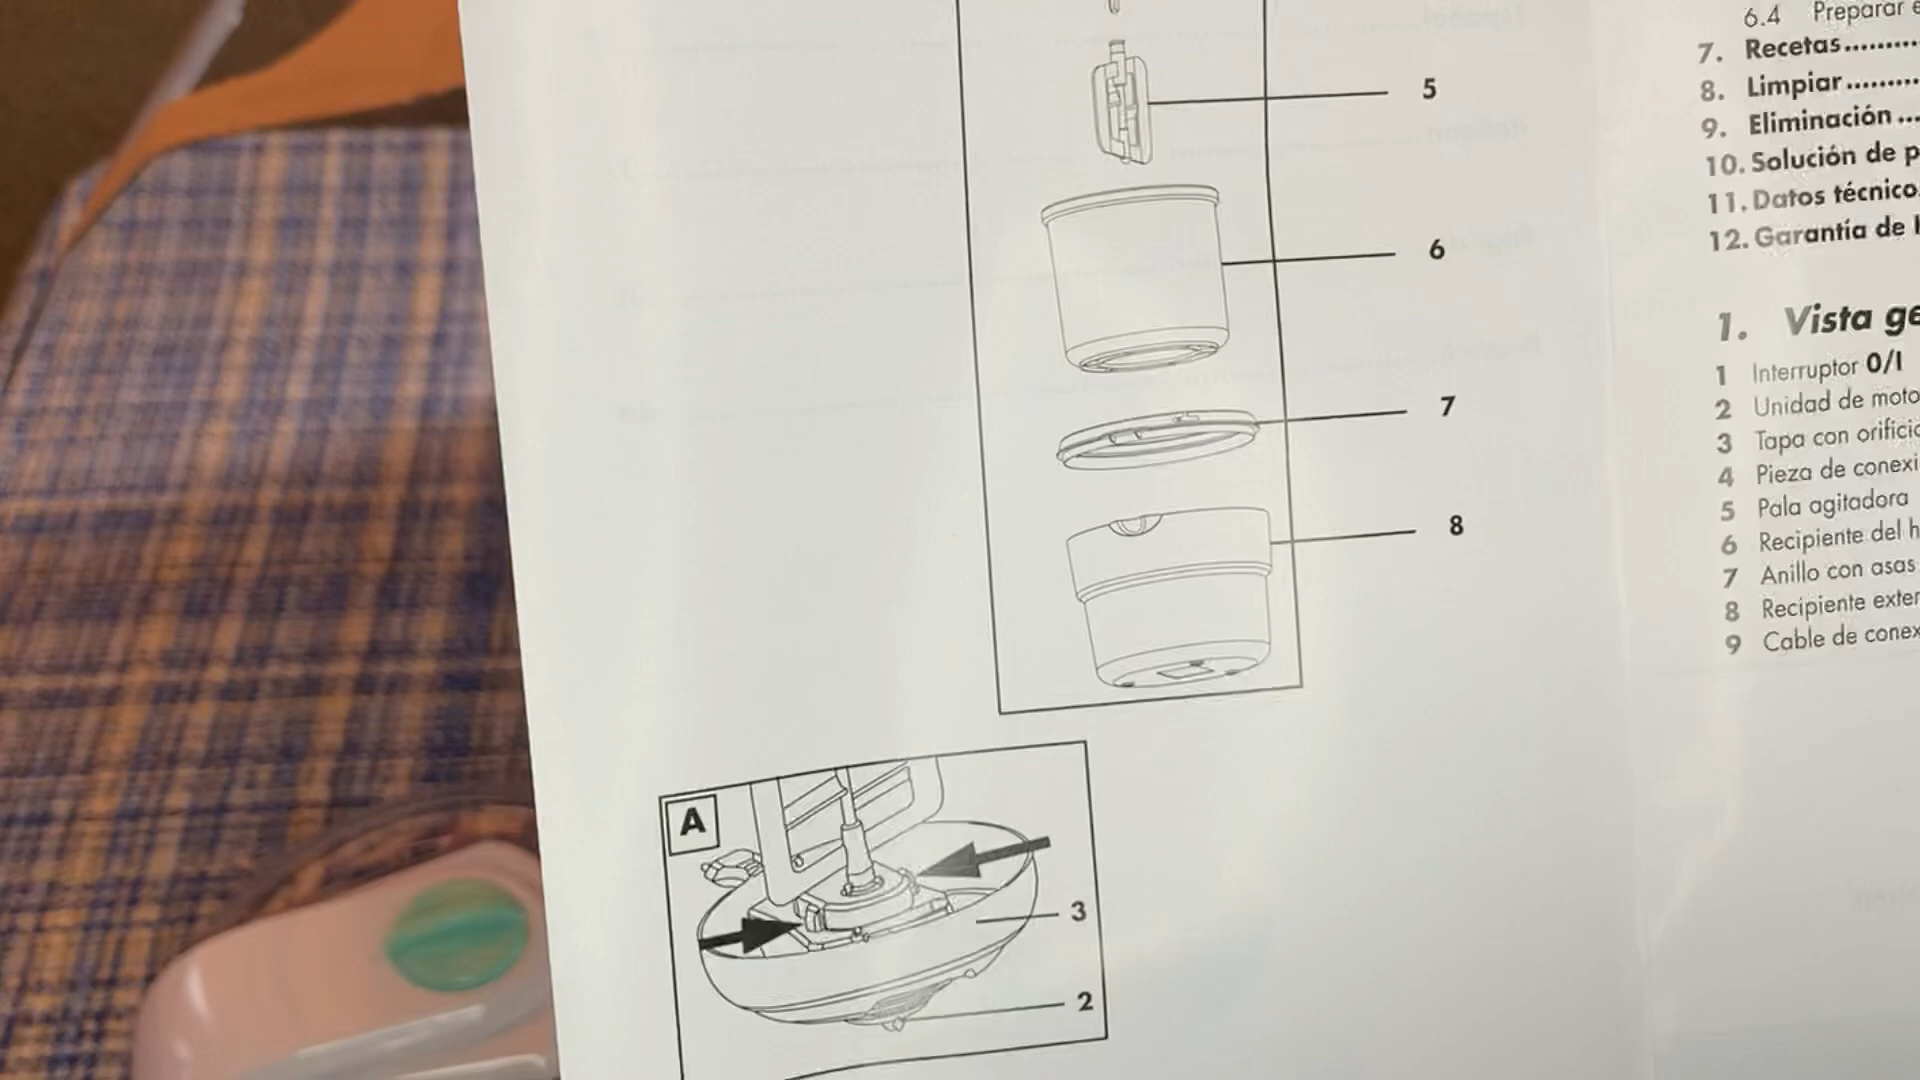 5
6
7
8
A
3
2
6.4 Preparar
7. Recetas..........
8. Limpiar..........
9. Eliminación ...
10. Solución de
11. Datos técnico
12. Garantía de
1. Vista
1 Interruptor 0/I
2 Unidad de
3 Tapa con
4 Pieza de
5 Pala agitadora
6 Recipiente del
7 Anillo con asas
8 Recipiente
9 Cable de